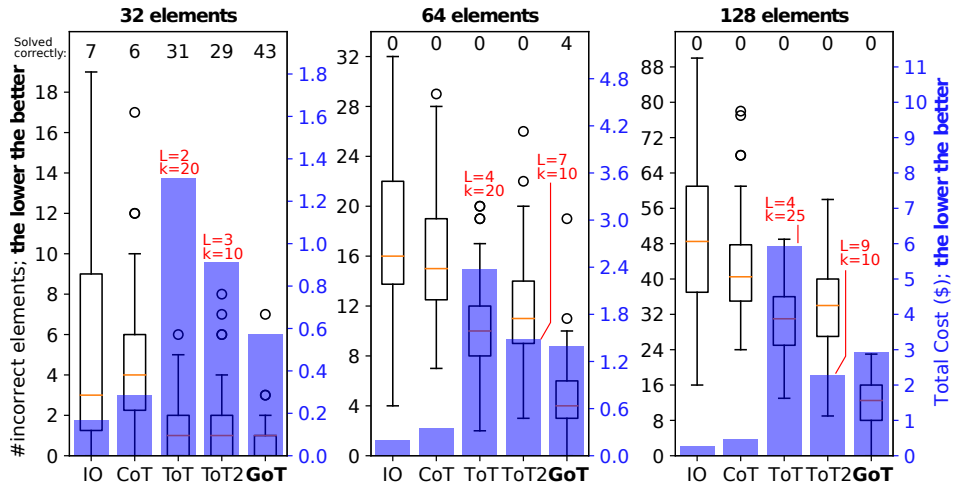 32 elements
64 elements
128 elements
Solved
correctly:
7 6 31 29 43
0 0 0 0 4
0 0 0 0 0
#incorrect elements; the lower the better
18
16
14
12
10
8
6
4
2
0
L=2
k=20
L=3
k=10
1.8
1.6
1.4
1.2
1.0
0.8
0.6
0.4
0.2
0.0
IO CoT ToT ToT2 GoT
32
28
24
20
16
12
8
4
0
L=4
k=20
L=7
k=10
4.8
4.2
3.6
3.0
2.4
1.8
1.2
0.6
0.0
IO CoT ToT ToT2 GoT
88
80
72
64
56
48
40
32
24
16
8
0
L=4
k=25
L=9
k=10
11
10
9
8
7
6
5
4
3
2
1
0
IO CoT ToT ToT2 GoT
Total Cost ($); the lower the better